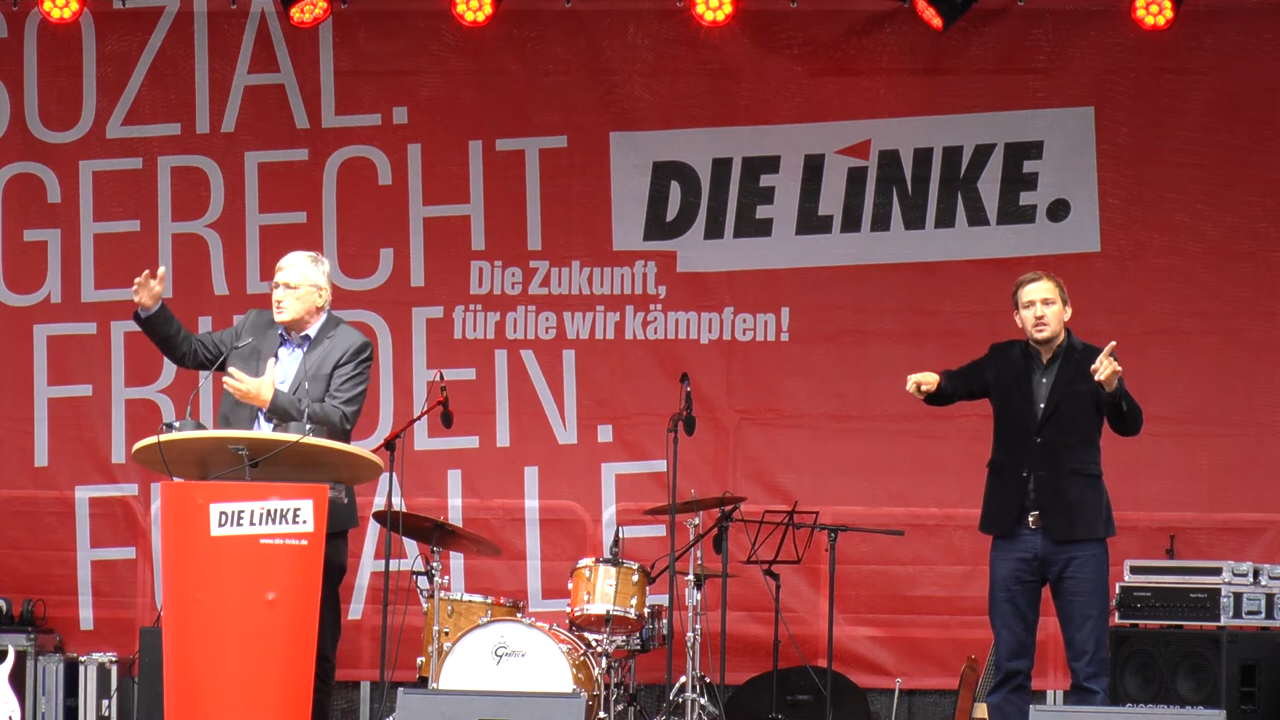 SOZIAL.
GERECHT
FRIEDEN.
FÜR ALLE
DIE LINKE.
Die Zukunft,
für die wir kämpfen!
DIE LINKE.
www.die-linke.de
Gretsch